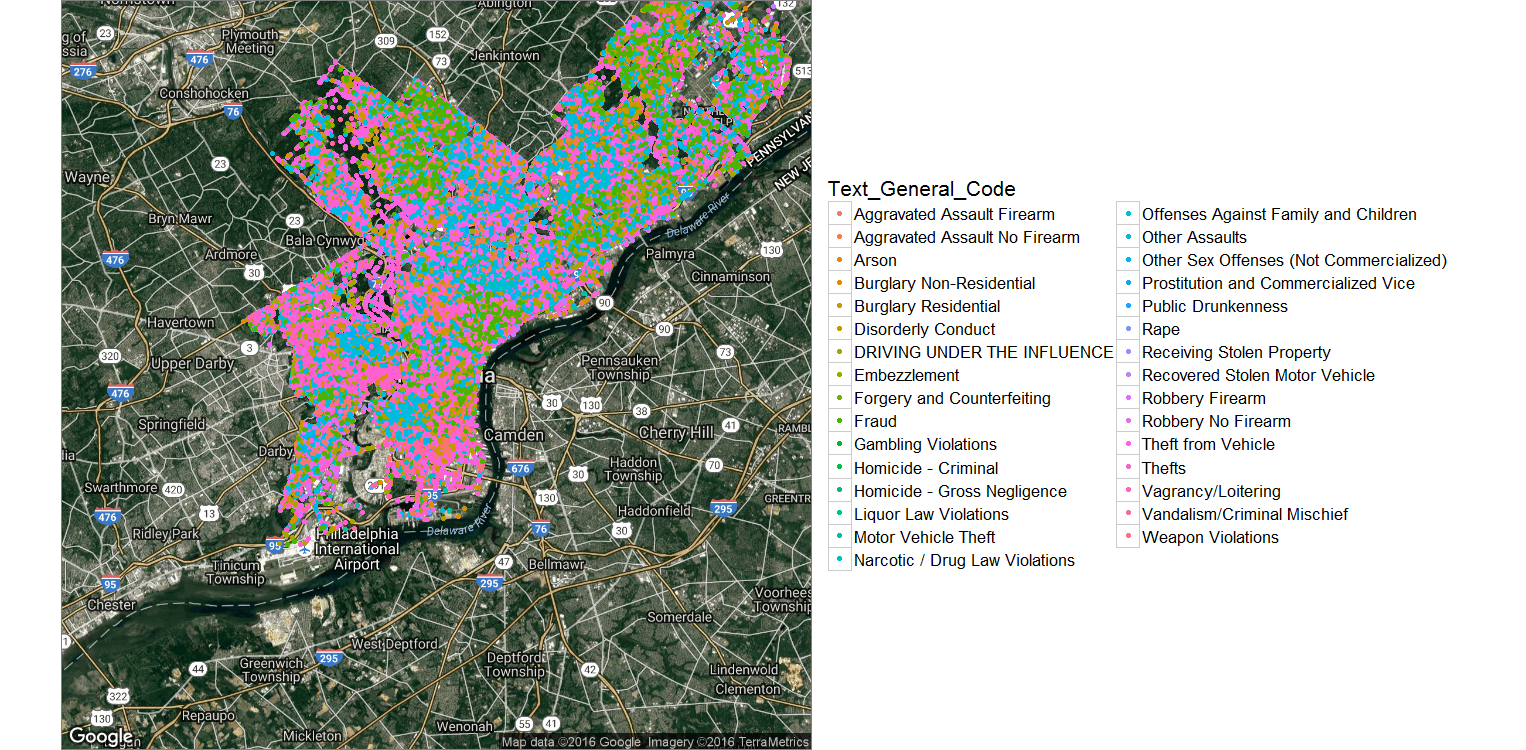 Norristown
Abington
132
g of
ssia
23
Plymouth
Meeting
152
309
476
276
73
Jenkintown
513
Conshohocken
76
23
PENNSYLVAN
NEW JE
Wayne
Bryn Mawr
23
Bala Cynwyd
Delaware River
Palmyra
130
476
Ardmore
30
Cinnaminson
90
Havertown
90
3
320
Upper Darby
73
Pennsauken
Township
ia
476
30
130
38
Springfield
41
Cherry Hill
RAMBL
Camden
lia
Darby
676
Haddon
Township
70
30
Swarthmore
420
95
130
GREENTR
476
13
Haddonfield
295
Ridley Park
Delaware River
76
30
Philadelphia
International
Airport
95
47
Bellmawr
Tinicum
Township
95
295
Chester
Voorhees
Township
Somerdale
1
West Deptford
295
Greenwich
Township
44
Deptford
Township
42
Lindenwold
Clementon
322
130
Repaupo
Wenonah
55
41
Mickleton
Google
Map data ©2016 Google Imagery ©2016 TerraMetrics
Text_General_Code
Aggravated Assault Firearm
Aggravated Assault No Firearm
Arson
Burglary Non-Residential
Burglary Residential
Disorderly Conduct
DRIVING UNDER THE INFLUENCE
Embezzlement
Forgery and Counterfeiting
Fraud
Gambling Violations
Homicide - Criminal
Homicide - Gross Negligence
Liquor Law Violations
Motor Vehicle Theft
Narcotic / Drug Law Violations
Offenses Against Family and Children
Other Assaults
Other Sex Offenses (Not Commercialized)
Prostitution and Commercialized Vice
Public Drunkenness
Rape
Receiving Stolen Property
Recovered Stolen Motor Vehicle
Robbery Firearm
Robbery No Firearm
Theft from Vehicle
Thefts
Vagrancy/Loitering
Vandalism/Criminal Mischief
Weapon Violations